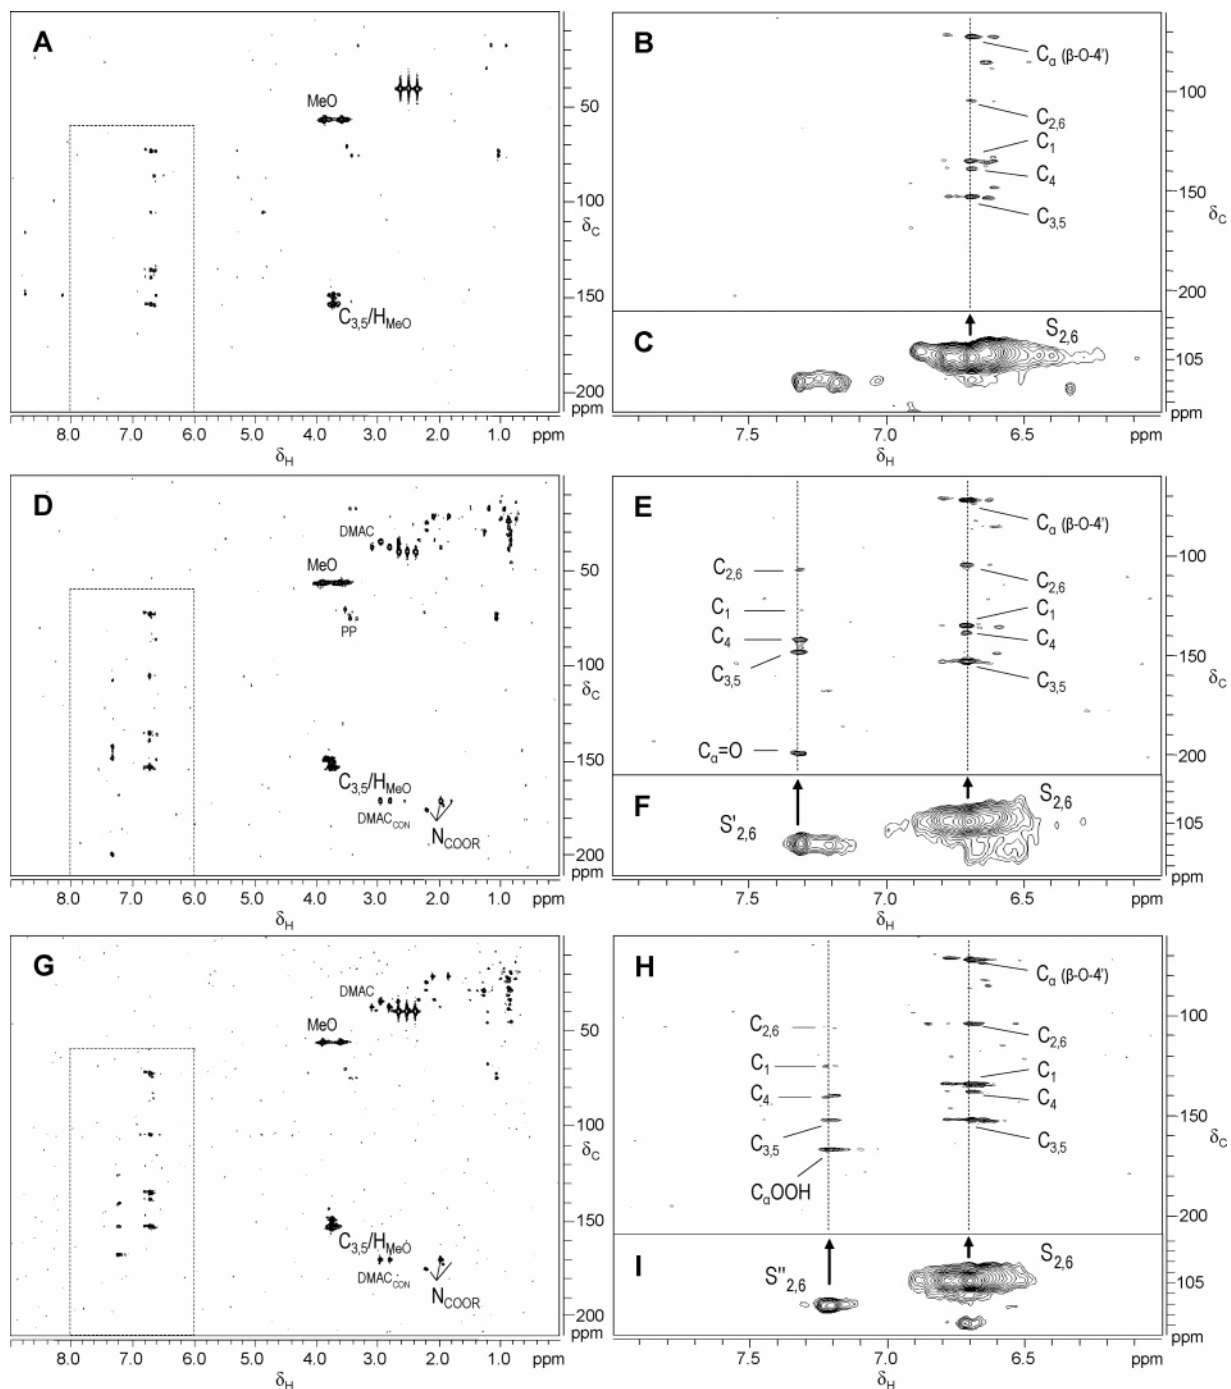 A
MeO
C3,5/HMeO
50
100
δC
150
200
ppm
8.0 7.0 6.0 5.0 4.0 3.0 2.0 1.0 ppm
δH
B
Cα (β-O-4')
C2,6
C1
C4
C3,5
100
150
δC
200
C
S2,6
105
ppm
7.5 7.0 6.5 ppm
δH
D
DMAC
MeO
PP
C3,5/HMeO
DMACCON
NCOOR
50
100
δC
150
200
ppm
8.0 7.0 6.0 5.0 4.0 3.0 2.0 1.0 ppm
δH
E
C2,6
C1
C4
C3,5
Cα=O
Cα (β-O-4')
C2,6
C1
C4
C3,5
100
150
δC
200
F
S'2,6
S2,6
105
ppm
7.5 7.0 6.5 ppm
δH
G
DMAC
MeO
C3,5/HMeO
DMACCON
NCOOR
50
100
δC
150
200
ppm
8.0 7.0 6.0 5.0 4.0 3.0 2.0 1.0 ppm
δH
H
C2,6
C1
C4
C3,5
CαOOH
Cα (β-O-4')
C2,6
C1
C4
C3,5
100
150
δC
200
I
S''2,6
S2,6
105
ppm
7.5 7.0 6.5 ppm
δH